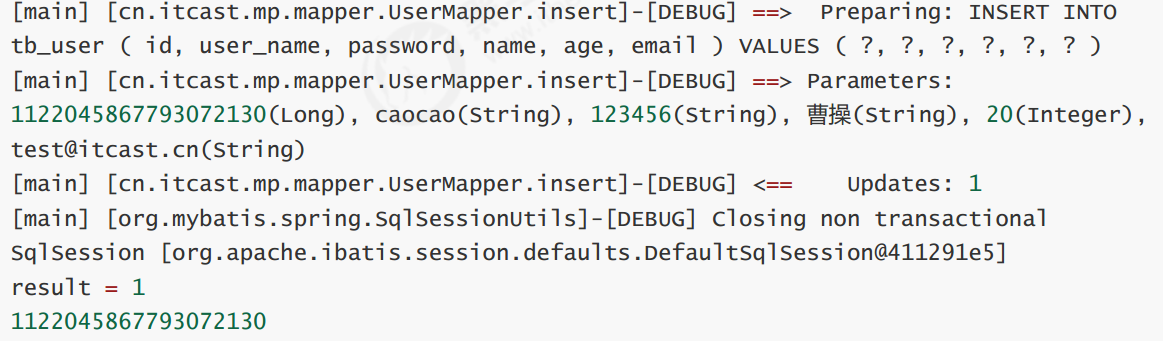 [main] [cn.itcast.mp.mapper.UserMapper.insert]-[DEBUG] ==>  Preparing: INSERT INTO
tb_user ( id, user_name, password, name, age, email ) VALUES ( ?, ?, ?, ?, ?, ? )
[main] [cn.itcast.mp.mapper.UserMapper.insert]-[DEBUG] ==> Parameters:
1122045867793072130(Long), caocao(String), 123456(String), 曹操(String), 20(Integer),
test@itcast.cn(String)
[main] [cn.itcast.mp.mapper.UserMapper.insert]-[DEBUG] <==    Updates: 1
[main] [org.mybatis.spring.SqlSessionUtils]-[DEBUG] Closing non transactional
SqlSession [org.apache.ibatis.session.defaults.DefaultSqlSession@411291e5]
result = 1
1122045867793072130